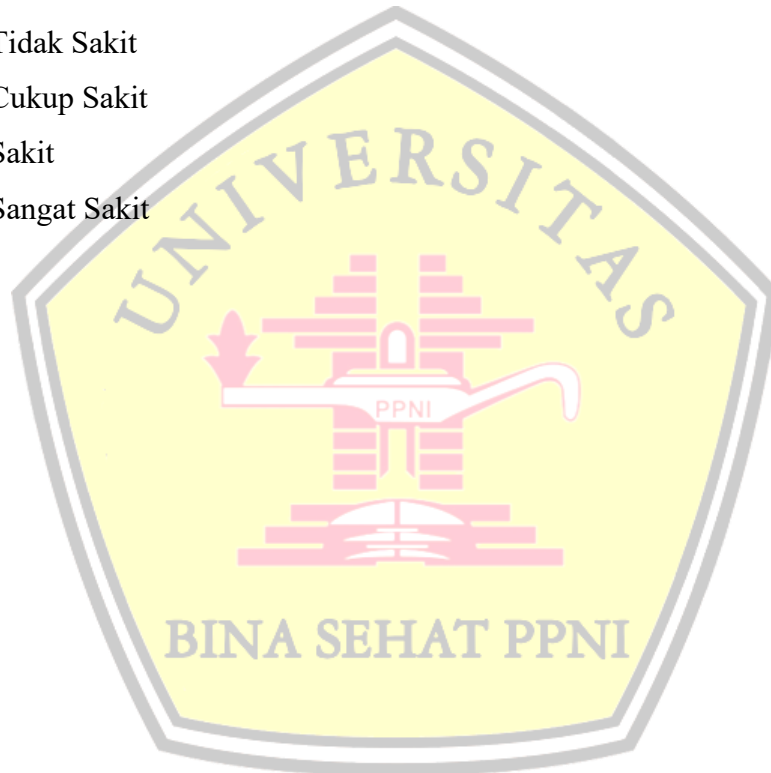 Tidak Sakit
Cukup Sakit
Sakit
Sangat Sakit
UNIVERSITAS
PPNI
BINA SEHAT PPNI